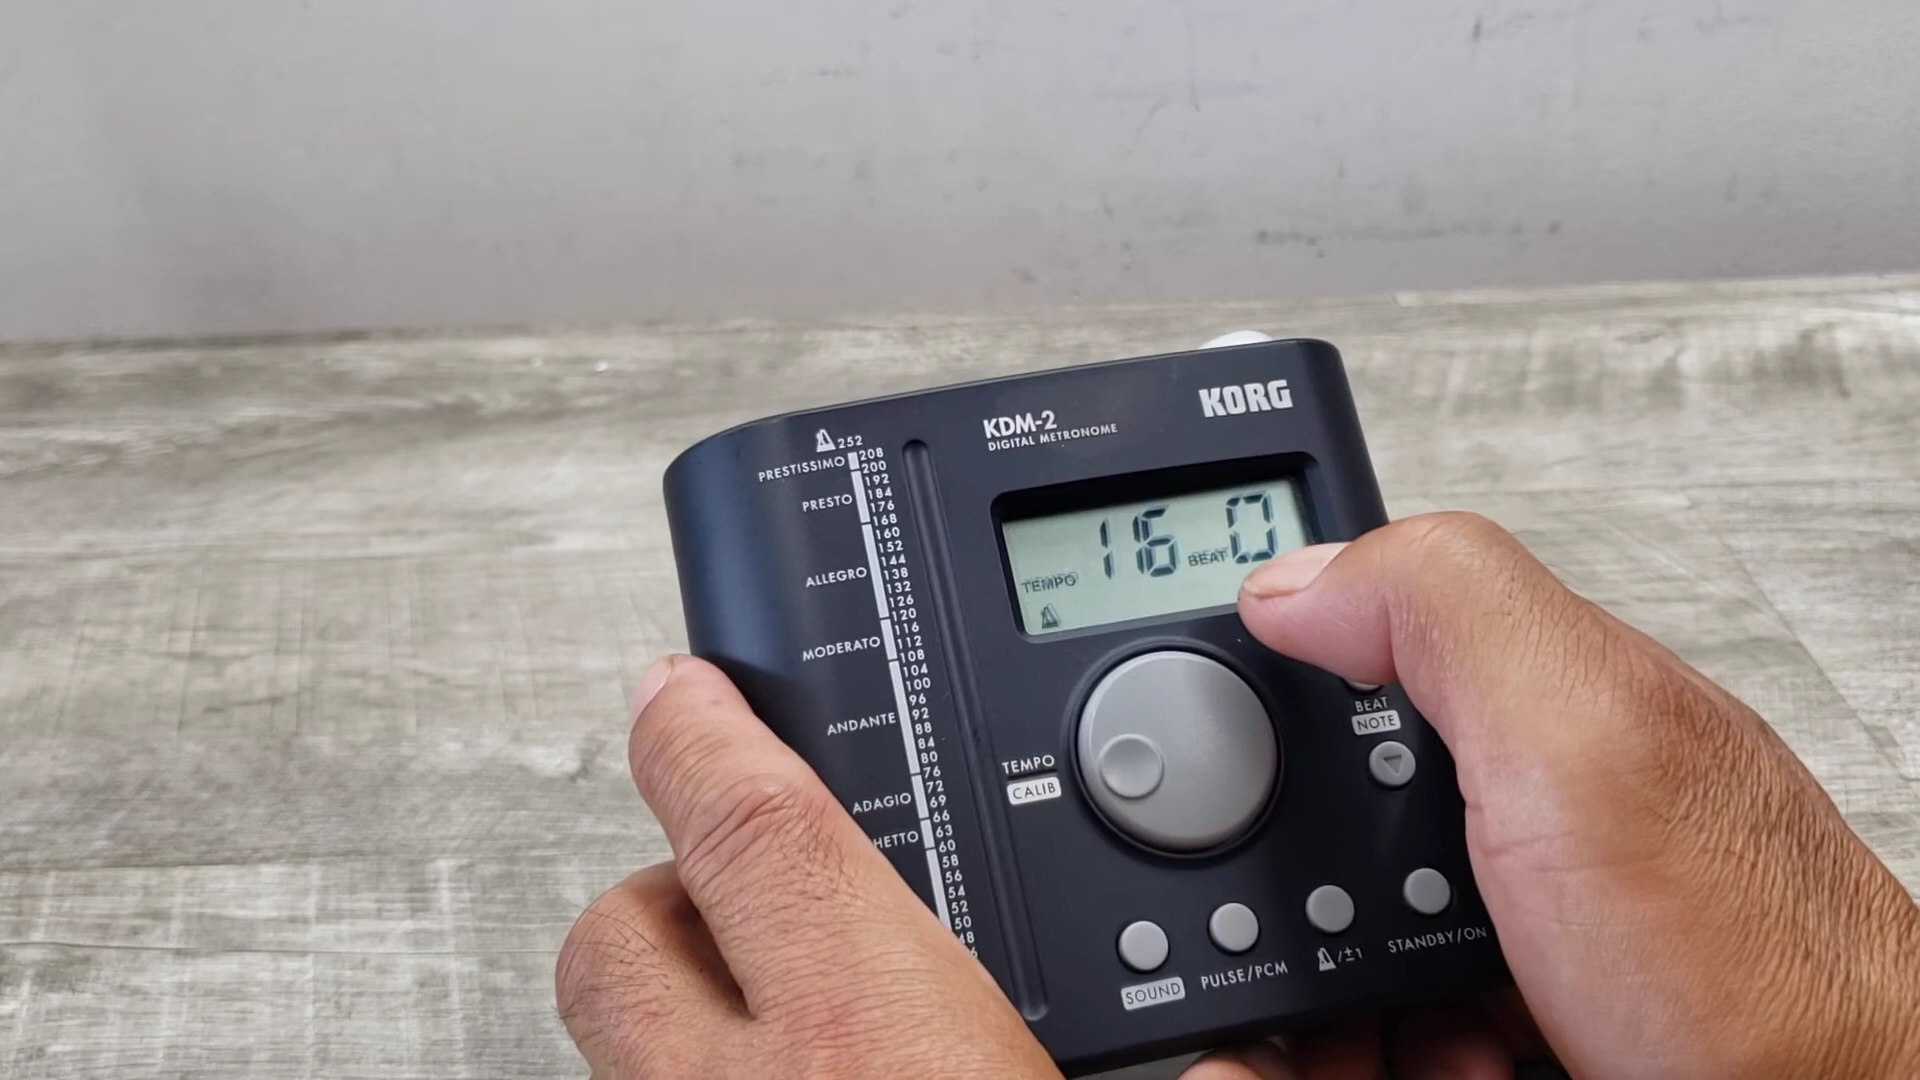 KORG
KDM-2
DIGITAL METRONOME
252
208
PRESTISSIMO
200
192
184
PRESTO
176
168
160
152
144
ALLEGRO
138
132
126
120
116
MODERATO
112
108
104
100
96
ANDANTE
92
88
84
80
76
72
ADAGIO
69
66
63
HETTO
60
58
56
54
52
50
16 0
TEMPO BEAT
BEAT
NOTE
TEMPO
CALIB
SOUND
PULSE/PCM
/±1
STANDBY/ON